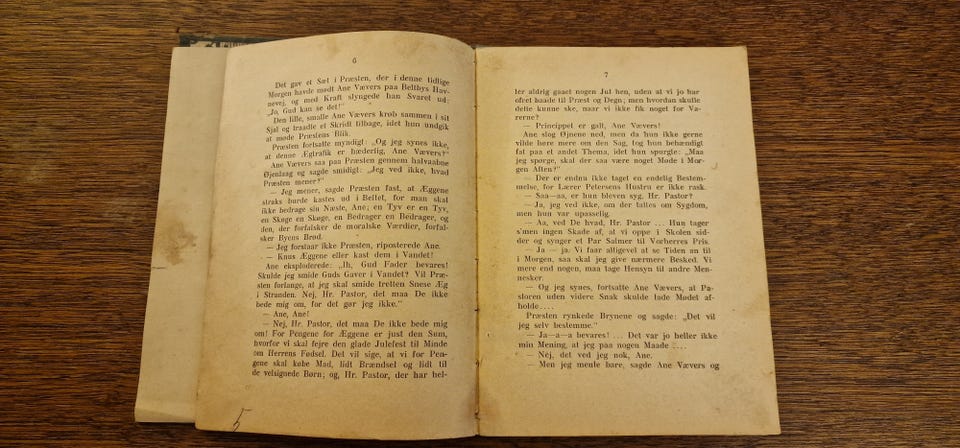 6
Det gav et Sæt i Præsten, der i denne tidlige
Morgen havde mødt Ane Vævers paa Beltbys Hav-
nevej, og med Kraft slyngede han Svaret ud:
„Jo, Gud kan se det!"
Den lille, smalle Ane Vævers krøb sammen i sit
Sjal og traadte et Skridt tilbage, idet hun undgik
at møde Præstens Blik.
Præsten fortsatte myndigt: „Og jeg synes ikke,
at denne Ægtrafik er hæderlig, Ane Vævers?"
Ane Vævers saa paa Præsten gennem halvaabne
Øjenlaag og sagde smidigt: „Jeg ved ikke, hvad
Præsten mener?"
— Jeg mener, sagde Præsten fast, at Æggene
straks burde kastes ud i Beltet, for man skal
ikke bedrage sin Næste, Ane; en Tyv er en Tyv,
en Skøge en Skøge, en Bedrager en Bedrager, og
den, der forfalsker de moralske Værdier, forfal-
sker Byens Brød.
— Jeg forstaar ikke Præsten, riposterede Ane.
— Knus Æggene eller kast dem i Vandet!
Ane eksploderede: „Ih, Gud Fader bevares!
Skulde jeg smide Guds Gaver i Vandet? Vil Præ-
sten forlange, at jeg skal smide tretten Snese Æg
i Stranden. Nej, Hr. Pastor, det maa De ikke
bede mig om, for det gør jeg ikke."
— Ane, Ane!
— Nej, Hr. Pastor, det maa De ikke bede mig
om! For Pengene for Æggene er just den Sum,
hvorfor vi skal fejre den glade Julefest til Minde
om Herrens Fødsel. Det vil sige, at vi for Pen-
gene skal købe Mad, lidt Brændsel og lidt til
de velsignede Børn; og, Hr. Pastor, der har hel-
5
7
ler aldrig gaaet nogen Jul hen, uden at vi jo har
ofret baade til Præst og Degn; men hvordan skulle
dette kunne ske, naar vi ikke fik noget for Va-
rerne?
— Princippet er galt, Ane Vævers!
Ane slog Øjnene ned, men da hun ikke gerne
vilde høre mere om den Sag, tog hun behændigt
fat paa et andet Thema, idet hun spurgte: „Maa
jeg spørge, skal der saa være noget Møde i Mor-
gen Aften?"
— Der er endnu ikke taget en endelig Bestem-
melse, for Lærer Petersens Hustru er ikke rask.
— Saa—aa, er hun bleven syg, Hr. Pastor?
— Ja, jeg ved ikke, om der talles om Sygdom,
men hun var upasselig.
— Aa, ved De hvad, Hr. Pastor ... Hun tager
s'men ingen Skade af, at vi oppe i Skolen sid-
der og synger et Par Salmer til Vorherres Pris.
— Ja — ja. Vi faar alligevel at se Tiden an til
i Morgen, saa skal jeg give nærmere Besked. Vi
mere end nogen, maa tage Hensyn til andre Men-
nesker.
— Og jeg synes, fortsatte Ane Vævers, at Pa-
storen uden videre Snak skulde lade Mødet af-
holde....
Præsten rynkede Brynene og sagde: „Det vil
jeg selv bestemme."
— Ja—a—a bevares! ... Det var jo heller ikke
min Mening, at jeg paa nogen Maade ....
— Nej, det ved jeg nok, Ane.
— Men jeg mente bare, sagde Ane Vævers og